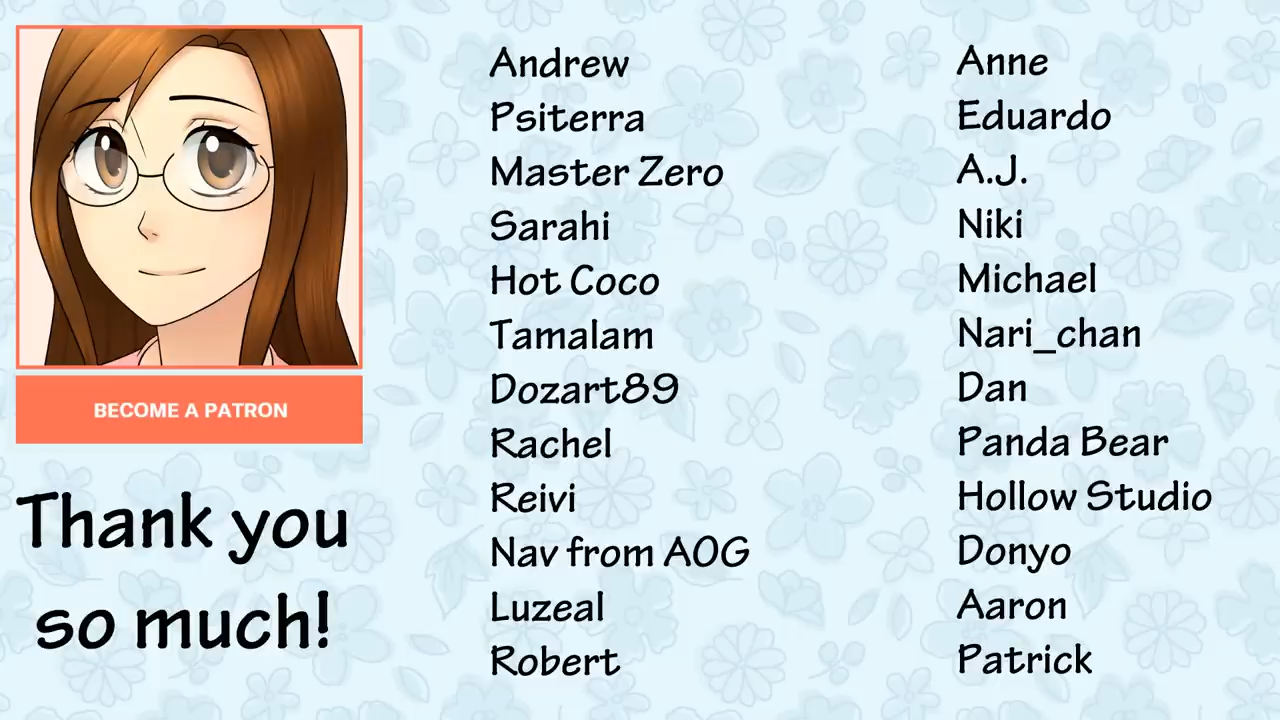 BECOME A PATRON
Thank you
so much!
Andrew
Psiterra
Master Zero
Sarahi
Hot Coco
Tamalam
Dozart89
Rachel
Reivi
Nav from AOG
Luzeal
Robert
Anne
Eduardo
A.J.
Niki
Michael
Nari_chan
Dan
Panda Bear
Hollow Studio
Donyo
Aaron
Patrick